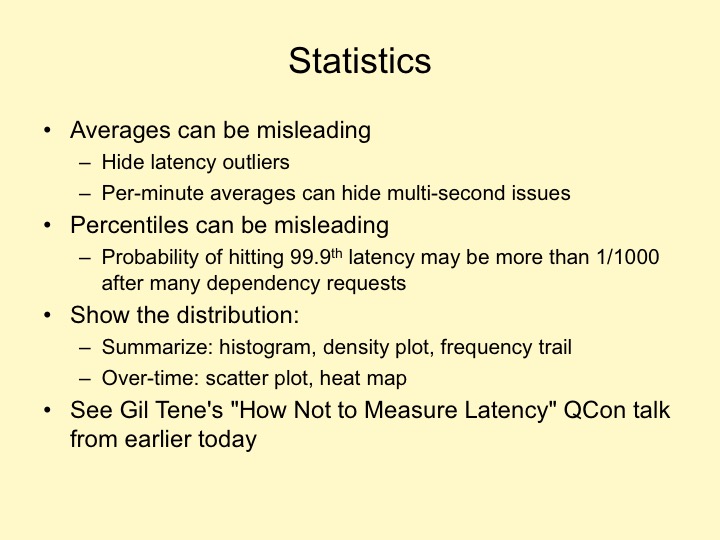 Statistics
• Averages can be misleading
– Hide latency outliers
– Per-minute averages can hide multi-second issues
• Percentiles can be misleading
– Probability of hitting 99.9th latency may be more than 1/1000
after many dependency requests
• Show the distribution:
– Summarize: histogram, density plot, frequency trail
– Over-time: scatter plot, heat map
• See Gil Tene's "How Not to Measure Latency" QCon talk
from earlier today